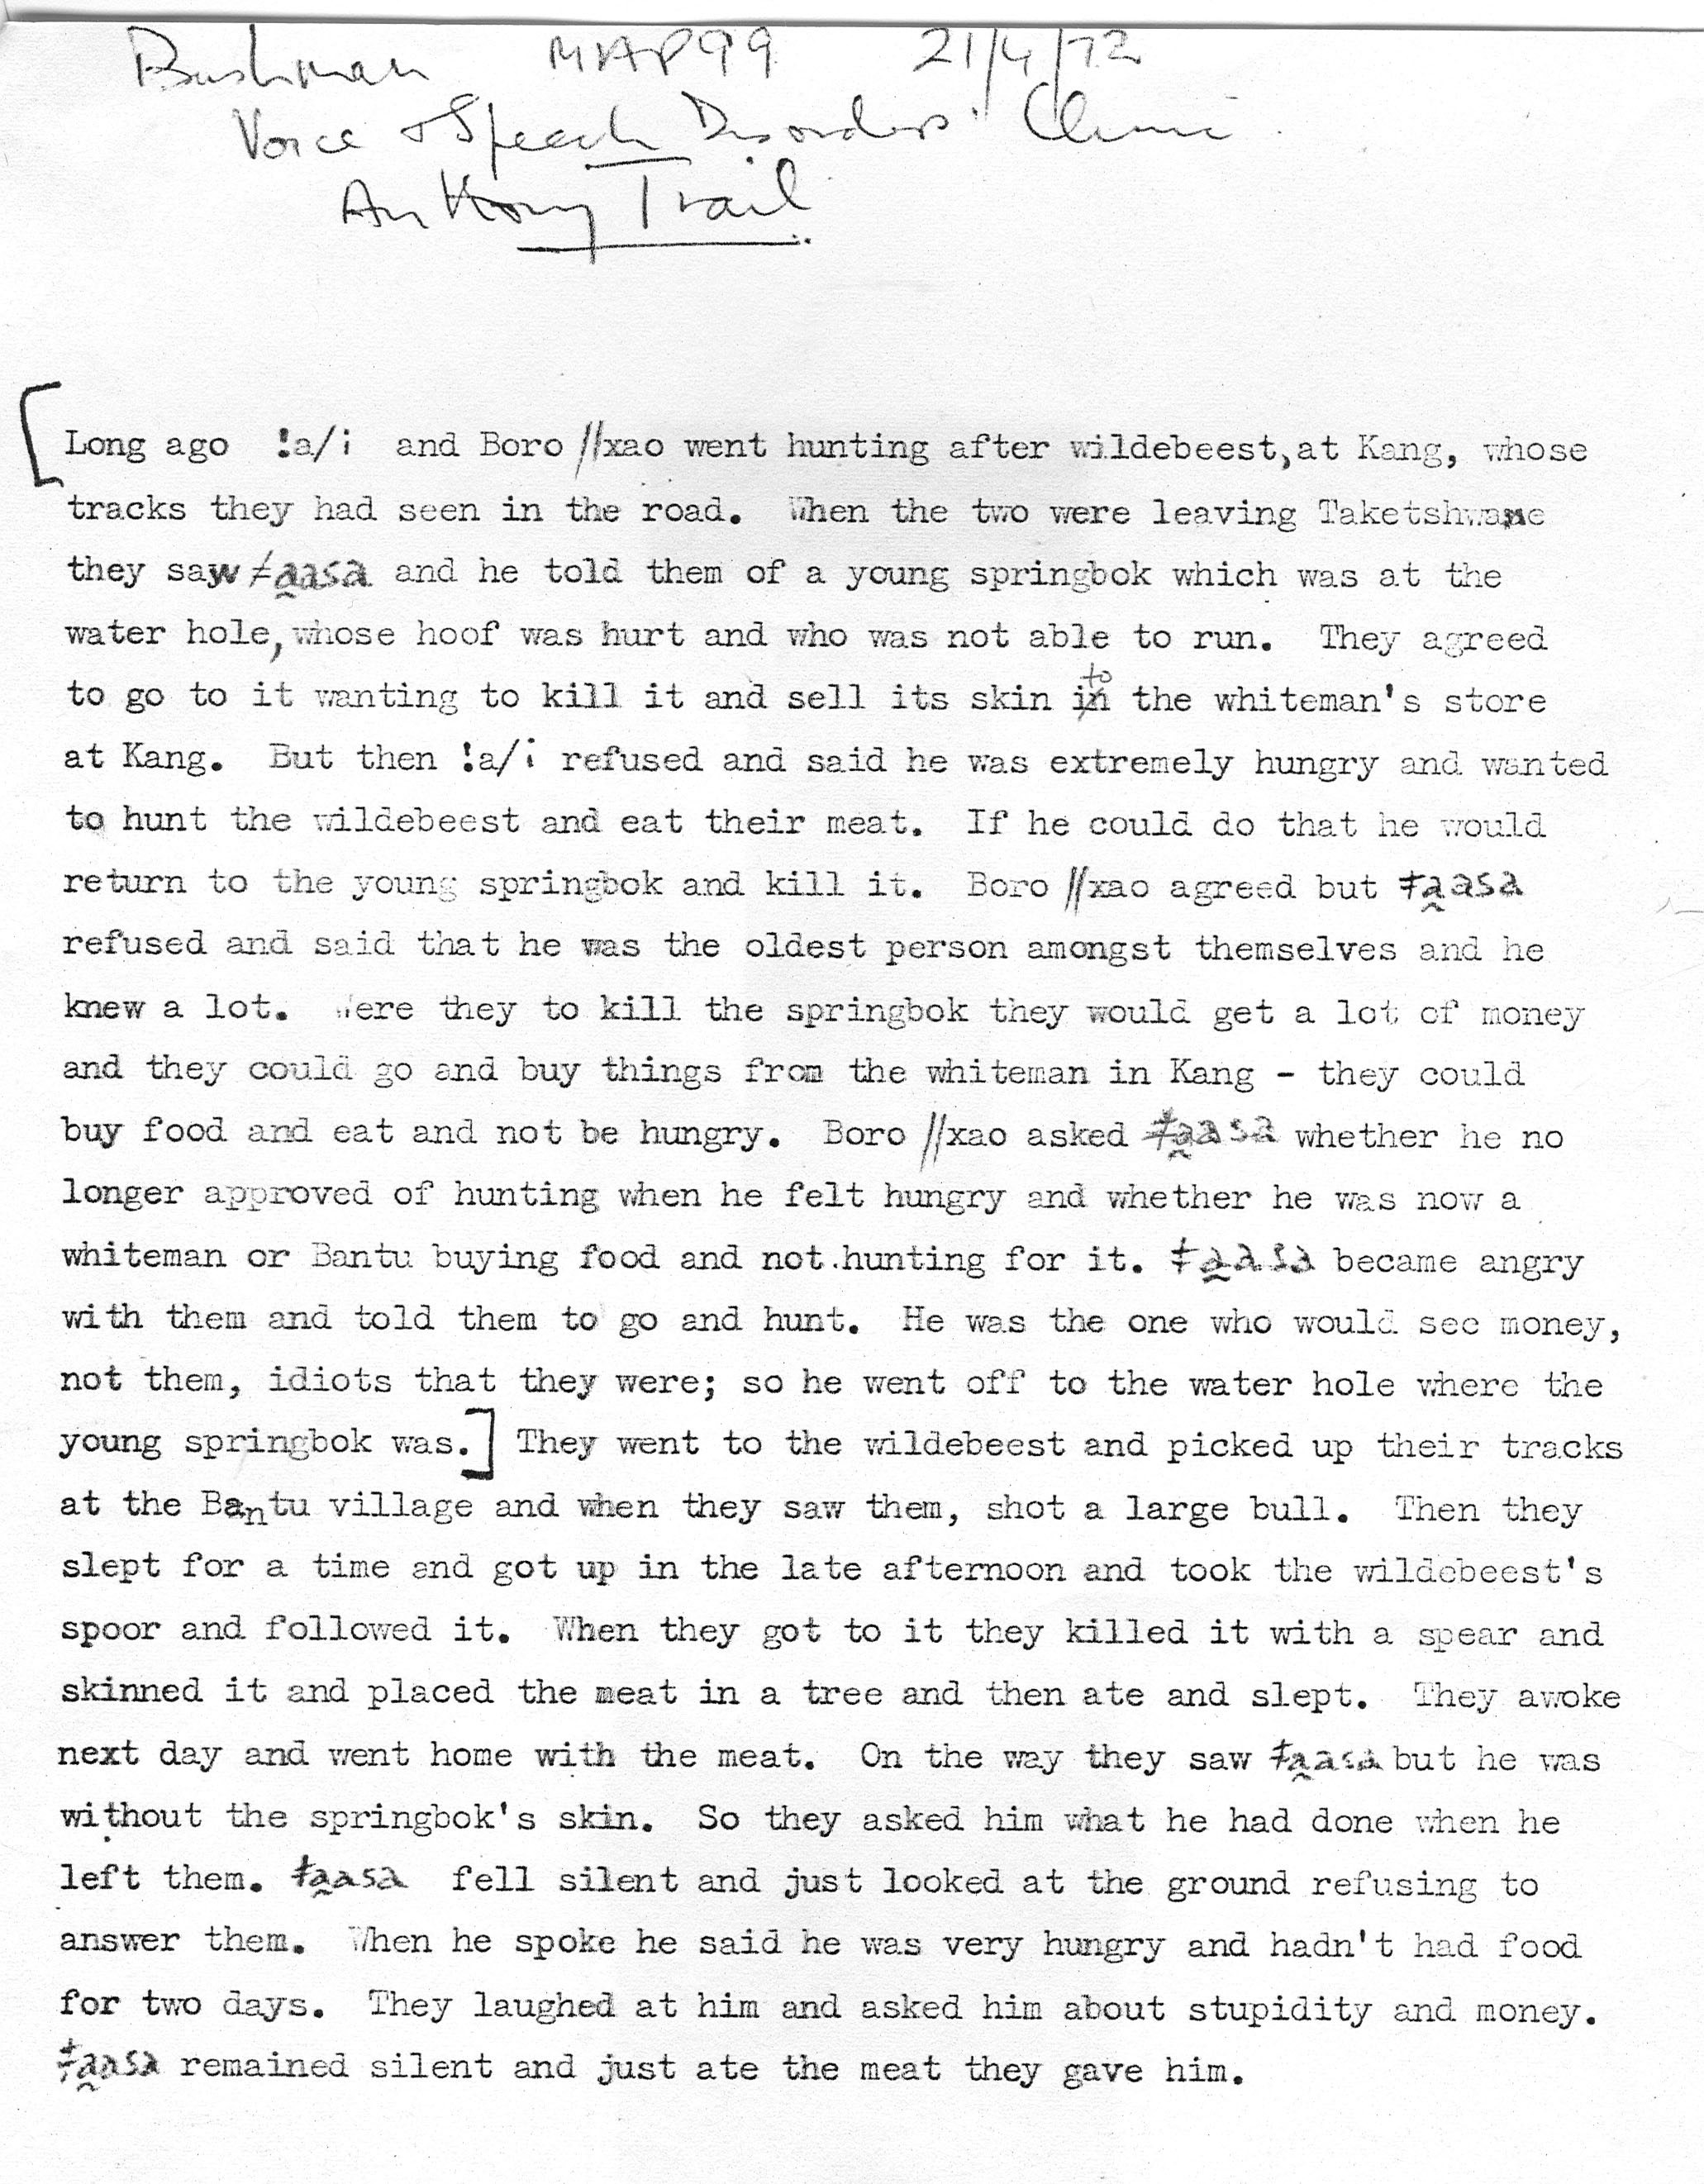 Bushman MIAP99 21/4/72
Voice & Speech Disorders Clinic
Anthony Trail
[Long ago !a/i and Boro //xao went hunting after wildebeest, at Kang, whose
tracks they had seen in the road. When the two were leaving Taketshwane
they saw ≠a̰asa and he told them of a young springbok which was at the
water hole, whose hoof was hurt and who was not able to run. They agreed
to go to it wanting to kill it and sell its skin to the whiteman's store
at Kang. But then !a/i refused and said he was extremely hungry and wanted
to hunt the wildebeest and eat their meat. If he could do that he would
return to the young springbok and kill it. Boro //xao agreed but ≠a̰asa
refused and said that he was the oldest person amongst themselves and he
knew a lot. Were they to kill the springbok they would get a lot of money
and they could go and buy things from the whiteman in Kang - they could
buy food and eat and not be hungry. Boro //xao asked ≠a̰asa whether he no
longer approved of hunting when he felt hungry and whether he was now a
whiteman or Bantu buying food and not hunting for it. ≠a̰asa became angry
with them and told them to go and hunt. He was the one who would see money,
not them, idiots that they were; so he went off to the water hole where the
young springbok was.] They went to the wildebeest and picked up their tracks
at the Bantu village and when they saw them, shot a large bull. Then they
slept for a time and got up in the late afternoon and took the wildebeest's
spoor and followed it. When they got to it they killed it with a spear and
skinned it and placed the meat in a tree and then ate and slept. They awoke
next day and went home with the meat. On the way they saw ≠a̰asa but he was
without the springbok's skin. So they asked him what he had done when he
left them. ≠a̰asa fell silent and just looked at the ground refusing to
answer them. When he spoke he said he was very hungry and hadn't had food
for two days. They laughed at him and asked him about stupidity and money.
≠a̰asa remained silent and just ate the meat they gave him.